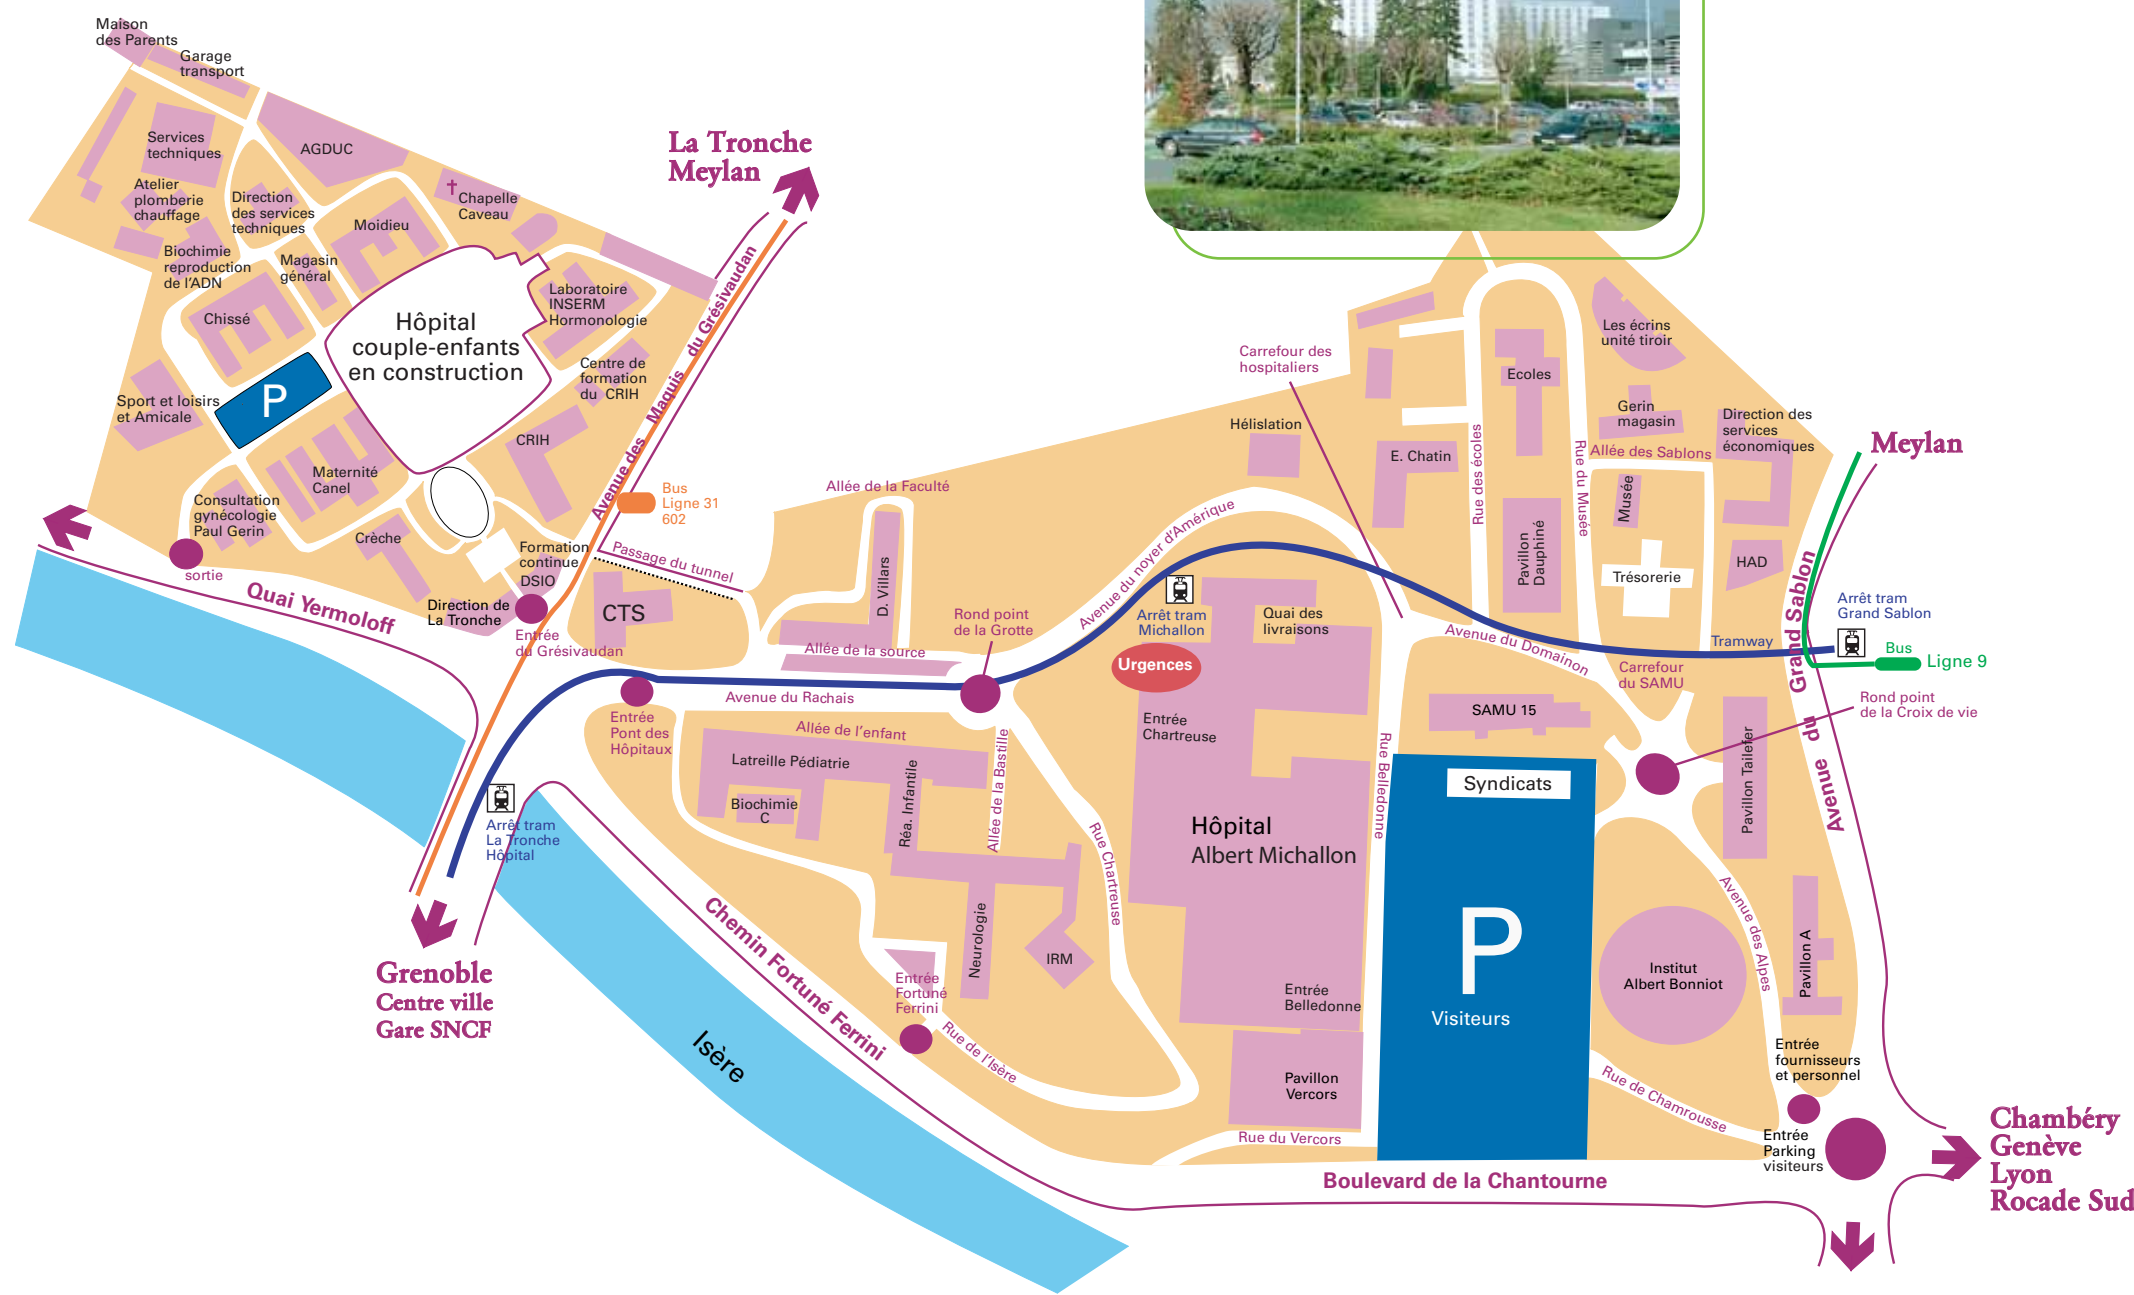 Maison
des Parents
Garage
transport
Services
techniques
AGDUC
Atelier
plomberie
chauffage
Direction
des services
techniques
Chapelle
Caveau
Moidieu
Biochimie
reproduction
de l'ADN
Magasin
général
Chissé
Hôpital
couple-enfants
en construction
Laboratoire
INSERM
Hormonologie
Centre de
formation
du CRIH
CRIH
P
Sport et loisirs
et Amicale
Maternité
Canel
Consultation
gynécologie
Paul Gerin
Crèche
sortie
Formation
continue
DSIO
Direction de
La Tronche
Entrée
du Grésivaudan
Quai Yermoloff
La Tronche
Meylan
Avenue des Maquis du Grésivaudan
Bus
Ligne 31
602
Passage du tunnel
CTS
Allée de la Faculté
D. Villars
Allée de la source
Rond point
de la Grotte
Avenue du Rachais
Entrée
Pont des
Hôpitaux
Allée de l'enfant
Latreille Pédiatrie
Biochimie
C
Réa. Infantile
Allée de la Bastille
Neurologie
IRM
Rue Chartreuse
Arrêt tram
La Tronche
Hôpital
Grenoble
Centre ville
Gare SNCF
Isère
Chemin Fortuné Ferrini
Entrée
Fortuné
Ferrini
Rue de l'Isère
Avenue du noyer d'Amérique
Arrêt tram
Michallon
Urgences
Quai des
livraisons
Entrée
Chartreuse
Hôpital
Albert Michallon
Entrée
Belledonne
Pavillon
Vercors
Rue du Vercors
Rue Belledonne
Boulevard de la Chantourne
Carrefour des
hospitaliers
Hélislation
E. Chatin
Rue des écoles
Ecoles
Pavillon
Dauphiné
Rue du Musée
Les écrins
unité tiroir
Gerin
magasin
Allée des Sablons
Direction des
services
économiques
Musée
Trésorerie
HAD
Avenue du Domainon
Tramway
Carrefour
du SAMU
SAMU 15
Syndicats
P
Visiteurs
Meylan
Avenue du Grand Sablon
Arrêt tram
Grand Sablon
Bus
Ligne 9
Rond point
de la Croix de vie
Pavillon Tailefer
Avenue des Alpes
Pavillon A
Institut
Albert Bonniot
Rue de Chamrousse
Entrée
fournisseurs
et personnel
Entrée
Parking
visiteurs
Chambéry
Genève
Lyon
Rocade Sud